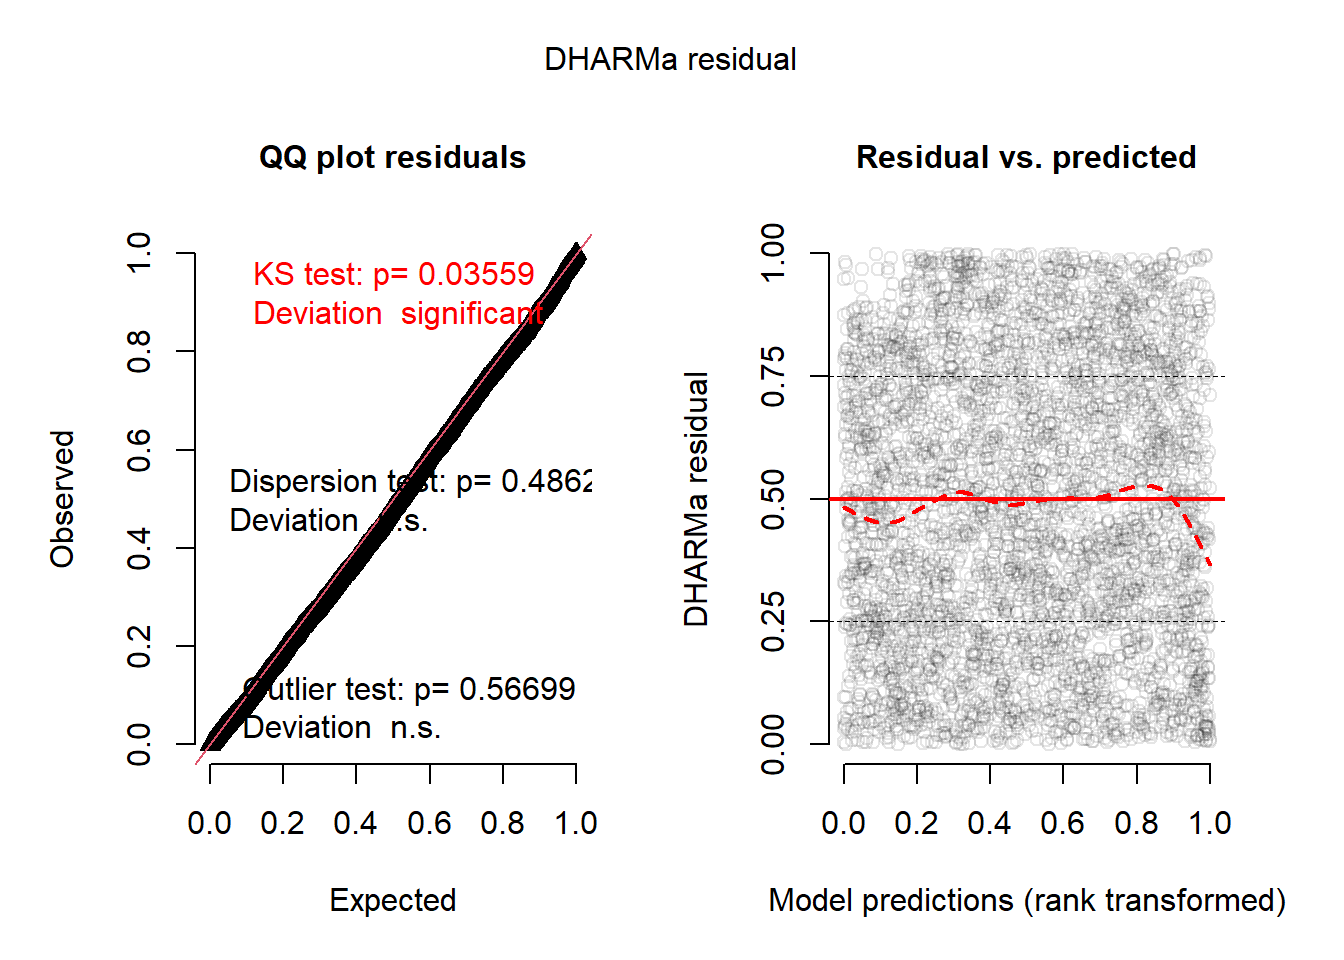 DHARMa residual
QQ plot residuals
KS test: p= 0.03559
Deviation significant
Dispersion test: p= 0.4862
Deviation n.s.
Outlier test: p= 0.56699
Deviation n.s.
Observed
0.0 0.2 0.4 0.6 0.8 1.0
0.0 0.2 0.4 0.6 0.8 1.0
Expected
Residual vs. predicted
DHARMa residual
0.00 0.25 0.50 0.75 1.00
0.0 0.2 0.4 0.6 0.8 1.0
Model predictions (rank transformed)